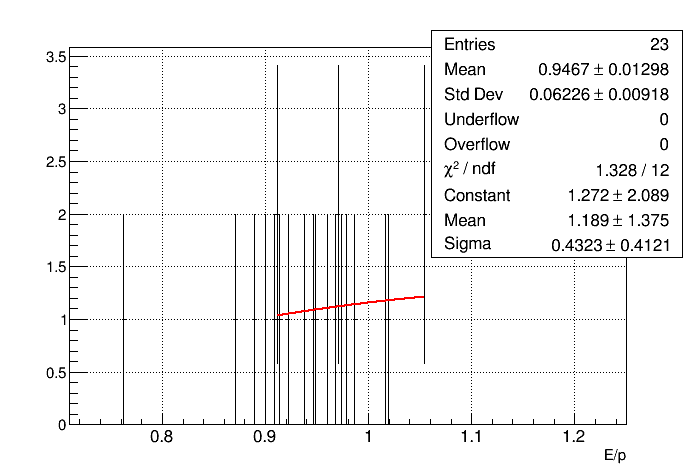 Entries 23
Mean 0.9467 ± 0.01298
Std Dev 0.06226 ± 0.00918
Underflow 0
Overflow 0
χ² / ndf 1.328 / 12
Constant 1.272 ± 2.089
Mean 1.189 ± 1.375
Sigma 0.4323 ± 0.4121
3.5
3
2.5
2
1.5
1
0.5
0
0.8 0.9 1 1.1 1.2
E/p